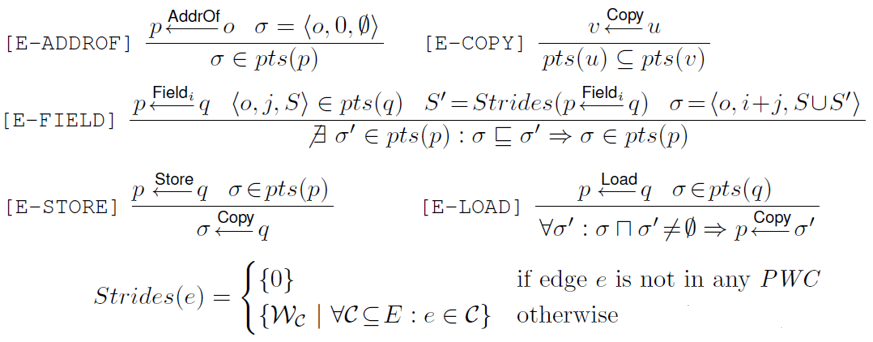 [E-ADDROF] p ←AddrOf o σ = ⟨o, 0, ∅⟩ / σ ∈ pts(p) [E-COPY] v ←Copy u / pts(u) ⊆ pts(v)
[E-FIELD] p ←Field_i q ⟨o, j, S⟩ ∈ pts(q) S′ = Strides(p ←Field_i q) σ = ⟨o, i+j, S∪S′⟩ / ∄ σ′ ∈ pts(p) : σ ⊑ σ′ ⇒ σ ∈ pts(p)
[E-STORE] p ←Store q σ ∈ pts(p) / σ ←Copy q [E-LOAD] p ←Load q σ ∈ pts(q) / ∀σ′ : σ ⊓ σ′ ≠ ∅ ⇒ p ←Copy σ′
Strides(e) = { {0} if edge e is not in any PWC
{W_C | ∀C ⊆ E : e ∈ C} otherwise